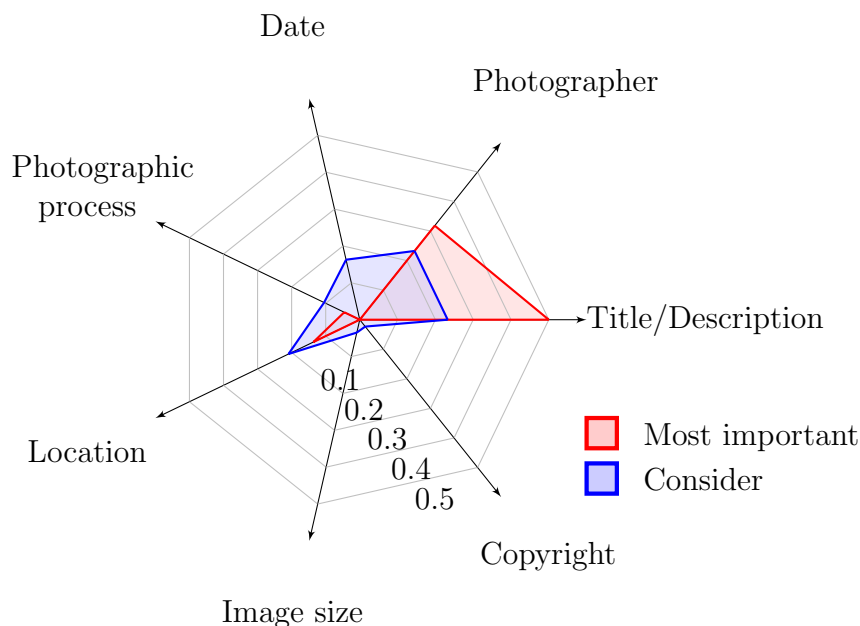 Date
Photographer
Photographic
process
Title/Description
0.1
0.2
0.3
0.4
0.5
Most important
Consider
Location
Copyright
Image size